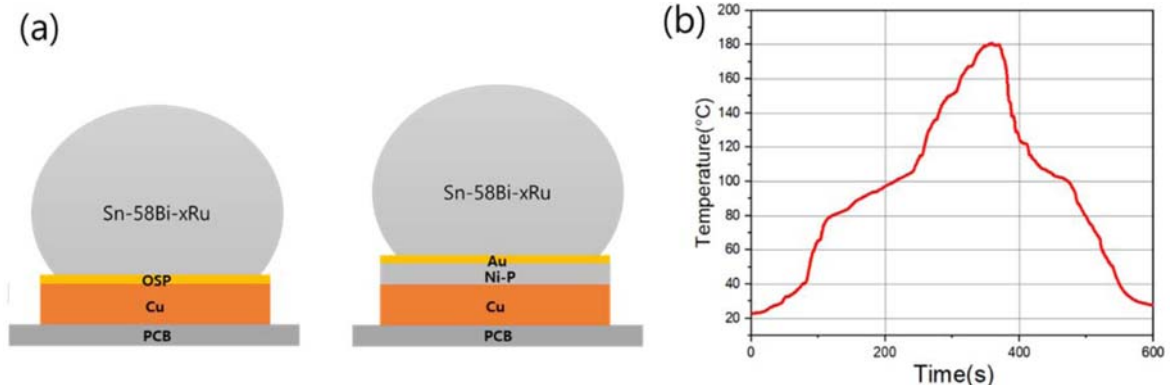 (a)
Sn-58Bi-xRu
OSP
Cu
PCB
Sn-58Bi-xRu
Au
Ni-P
Cu
PCB
(b)
Temperature(°C)
200
180
160
140
120
100
80
60
40
20
0
200
400
600
Time(s)